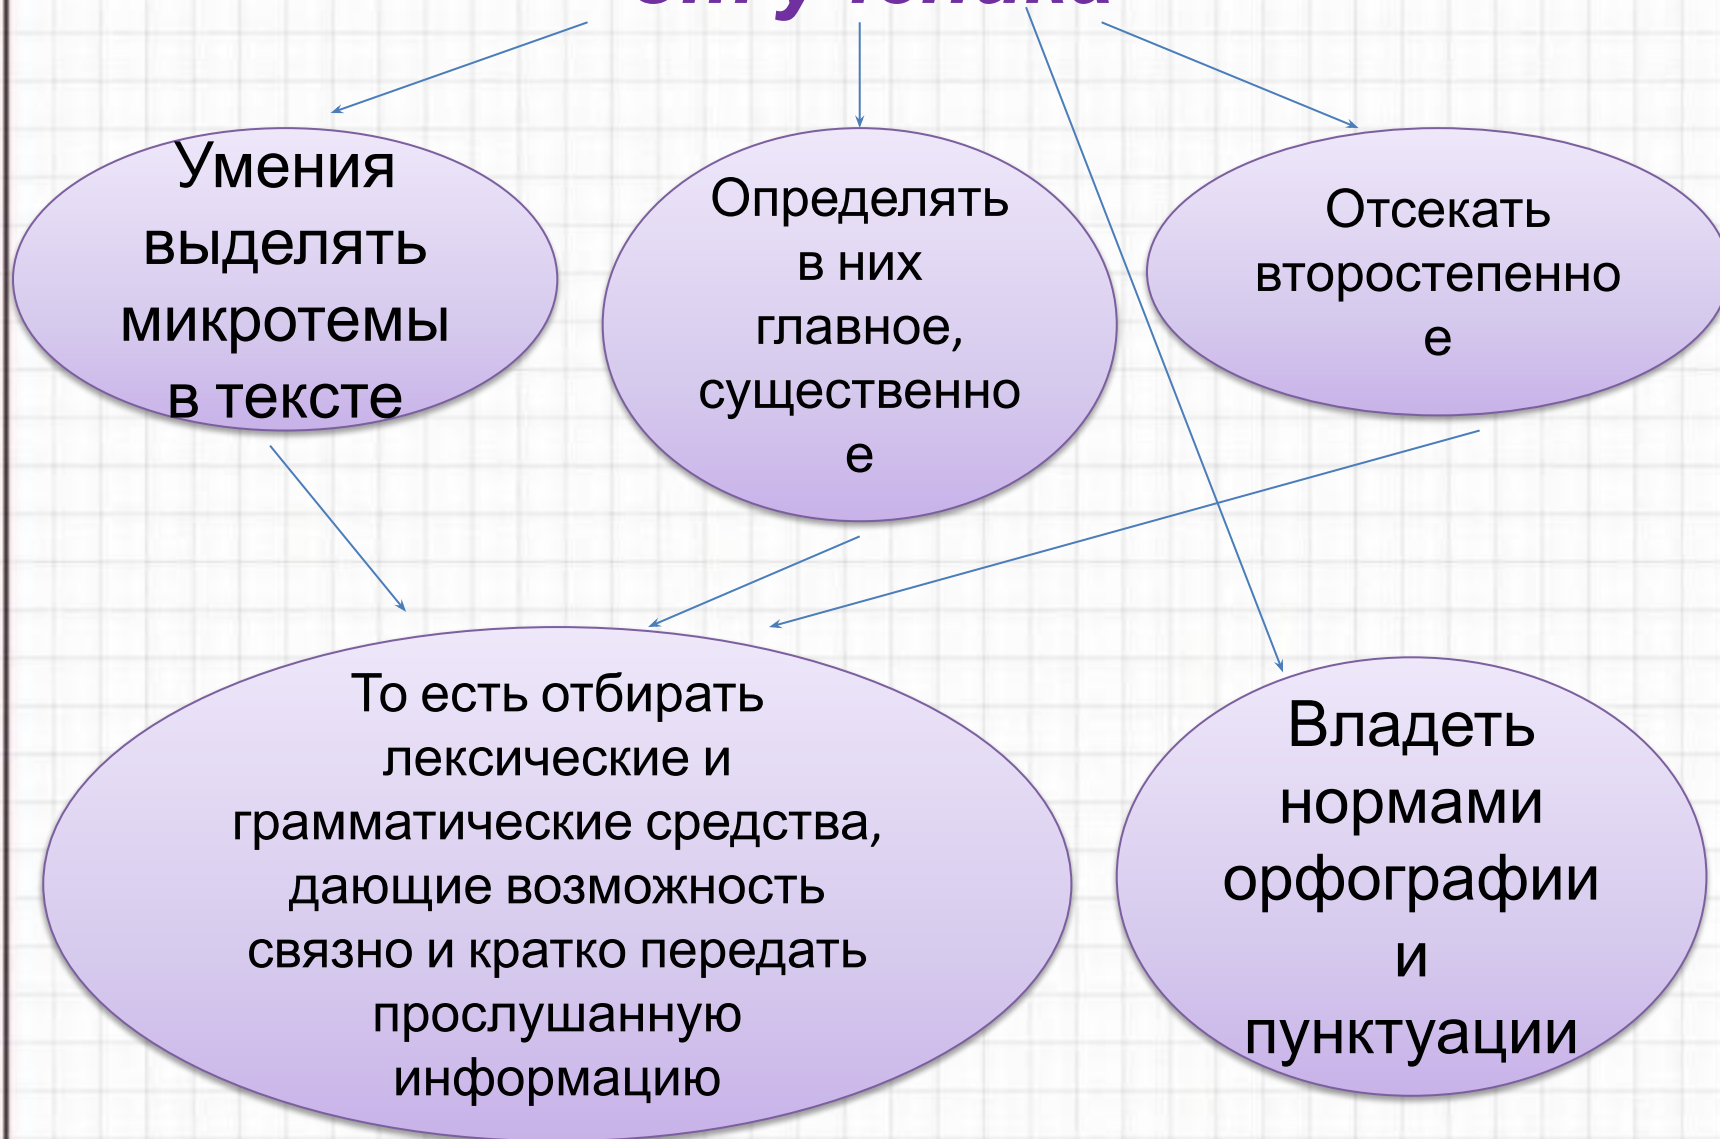 Умения
выделять
микротемы
в тексте
Определять
в них
главное,
существенно
е
Отсекать
второстепенно
е
То есть отбирать
лексические и
грамматические средства,
дающие возможность
связно и кратко передать
прослушанную
информацию
Владеть
нормами
орфографии
и
пунктуации